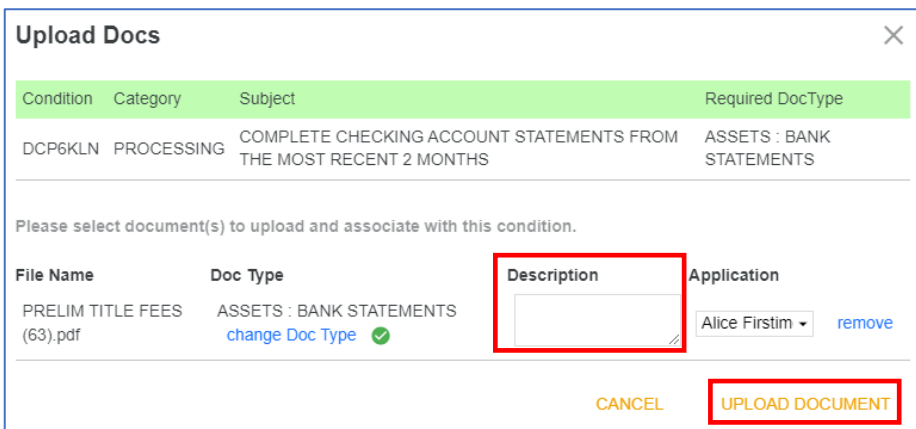 Upload Docs
Condition Category Subject Required DocType
DCP6KLN PROCESSING COMPLETE CHECKING ACCOUNT STATEMENTS FROM ASSETS : BANK
THE MOST RECENT 2 MONTHS STATEMENTS
Please select document(s) to upload and associate with this condition.
File Name Doc Type Description Application
PRELIM TITLE FEES ASSETS : BANK STATEMENTS
(63).pdf change Doc Type Alice Firstim remove
CANCEL UPLOAD DOCUMENT